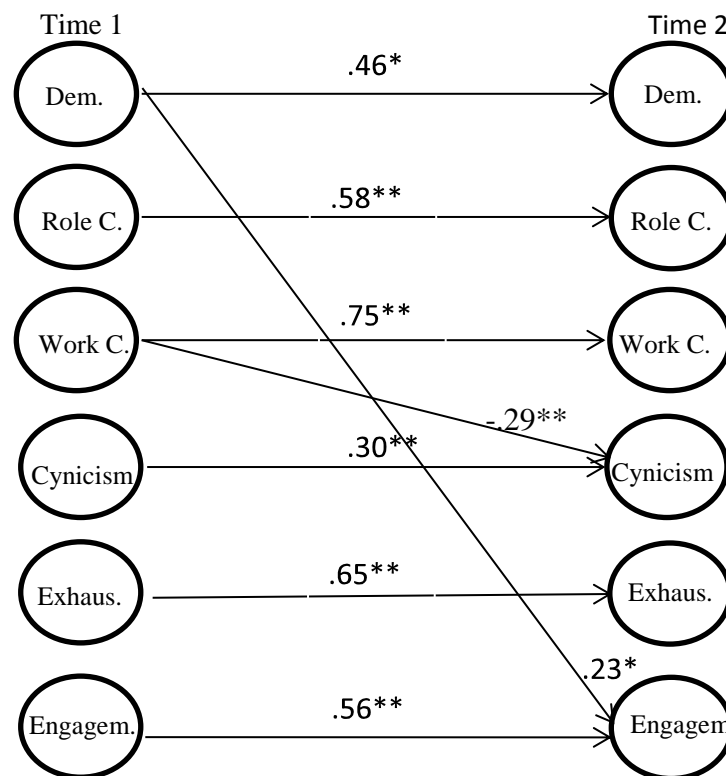 Time 1
Time 2
.46*
Dem.
Dem.
.58**
Role C.
Role C.
.75**
Work C.
Work C.
-.29**
.30**
Cynicism
Cynicism
.65**
Exhaus.
Exhaus.
.23*
.56**
Engagem.
Engagem